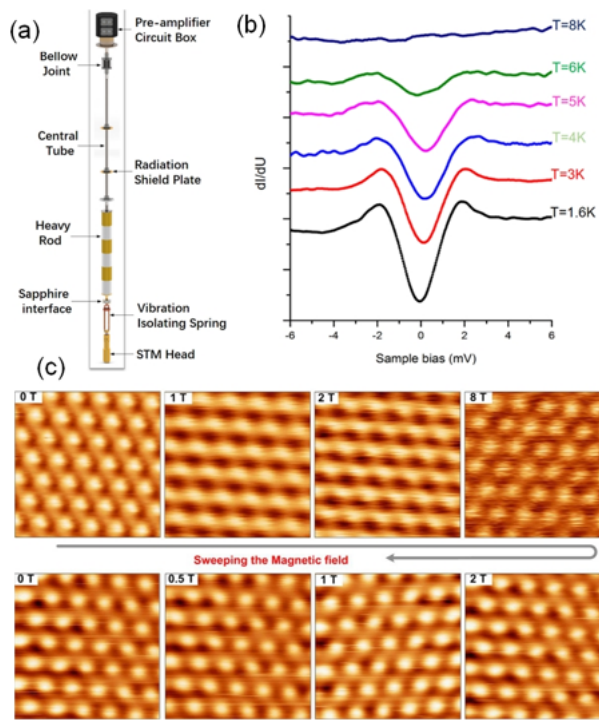 (a)
Pre-amplifier
Circuit Box
Bellow
Joint
Central
Tube
Radiation
Shield Plate
Heavy
Rod
Sapphire
interface
Vibration
Isolating Spring
STM Head
(b)
T=8K
T=6K
T=5K
T=4K
T=3K
T=1.6K
dI/dU
-6 -4 -2 0 2 4 6
Sample bias (mV)
(c)
0 T 1 T 2 T 8 T
Sweeping the Magnetic field
0 T 0.5 T 1 T 2 T